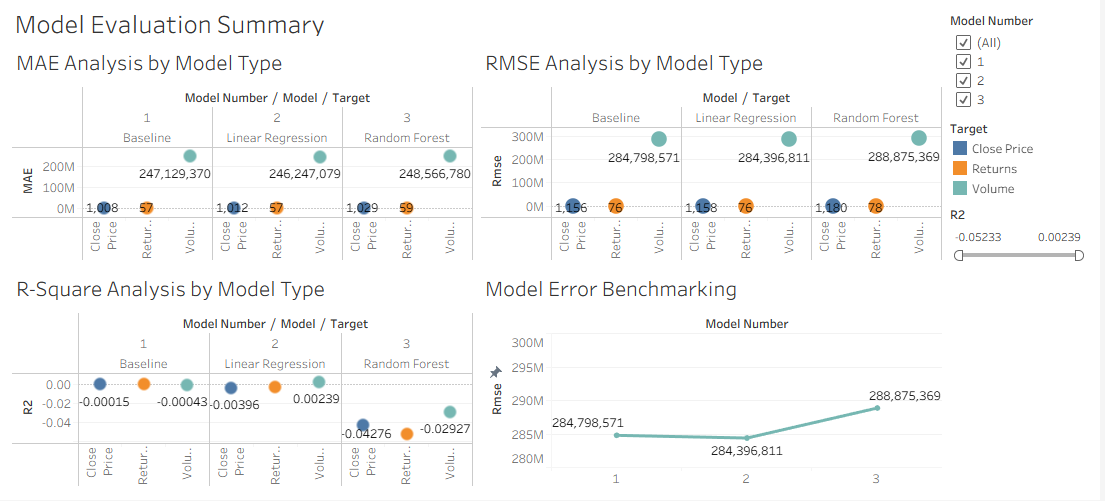 Model Evaluation Summary
MAE Analysis by Model Type
Model Number / Model / Target
1 2 3
Baseline Linear Regression Random Forest
MAE
200M
100M
0M
247,129,370 246,247,079 248,566,780
1,008 57 1,012 57 1,029 59
Close Price Retur.. Volu.. Close Price Retur.. Volu.. Close Price Retur.. Volu..
RMSE Analysis by Model Type
Model / Target
Baseline Linear Regression Random Forest
Rmse
300M
200M
100M
0M
284,798,571 284,396,811 288,875,369
1,156 76 1,158 76 1,180 78
Close Price Retur.. Volu.. Close Price Retur.. Volu.. Close Price Retur.. Volu..
Model Number
(All)
1
2
3
Target
Close Price
Returns
Volume
R2
-0.05233 0.00239
R-Square Analysis by Model Type
Model Number / Model / Target
1 2 3
Baseline Linear Regression Random Forest
R2
0.00
-0.02
-0.04
-0.00015 -0.00043 -0.00396 0.00239 -0.04276 -0.02927
Close Price Retur.. Volu.. Close Price Retur.. Volu.. Close Price Retur.. Volu..
Model Error Benchmarking
Model Number
Rmse
300M
295M
290M
285M
280M
284,798,571
284,396,811
288,875,369
1 2 3